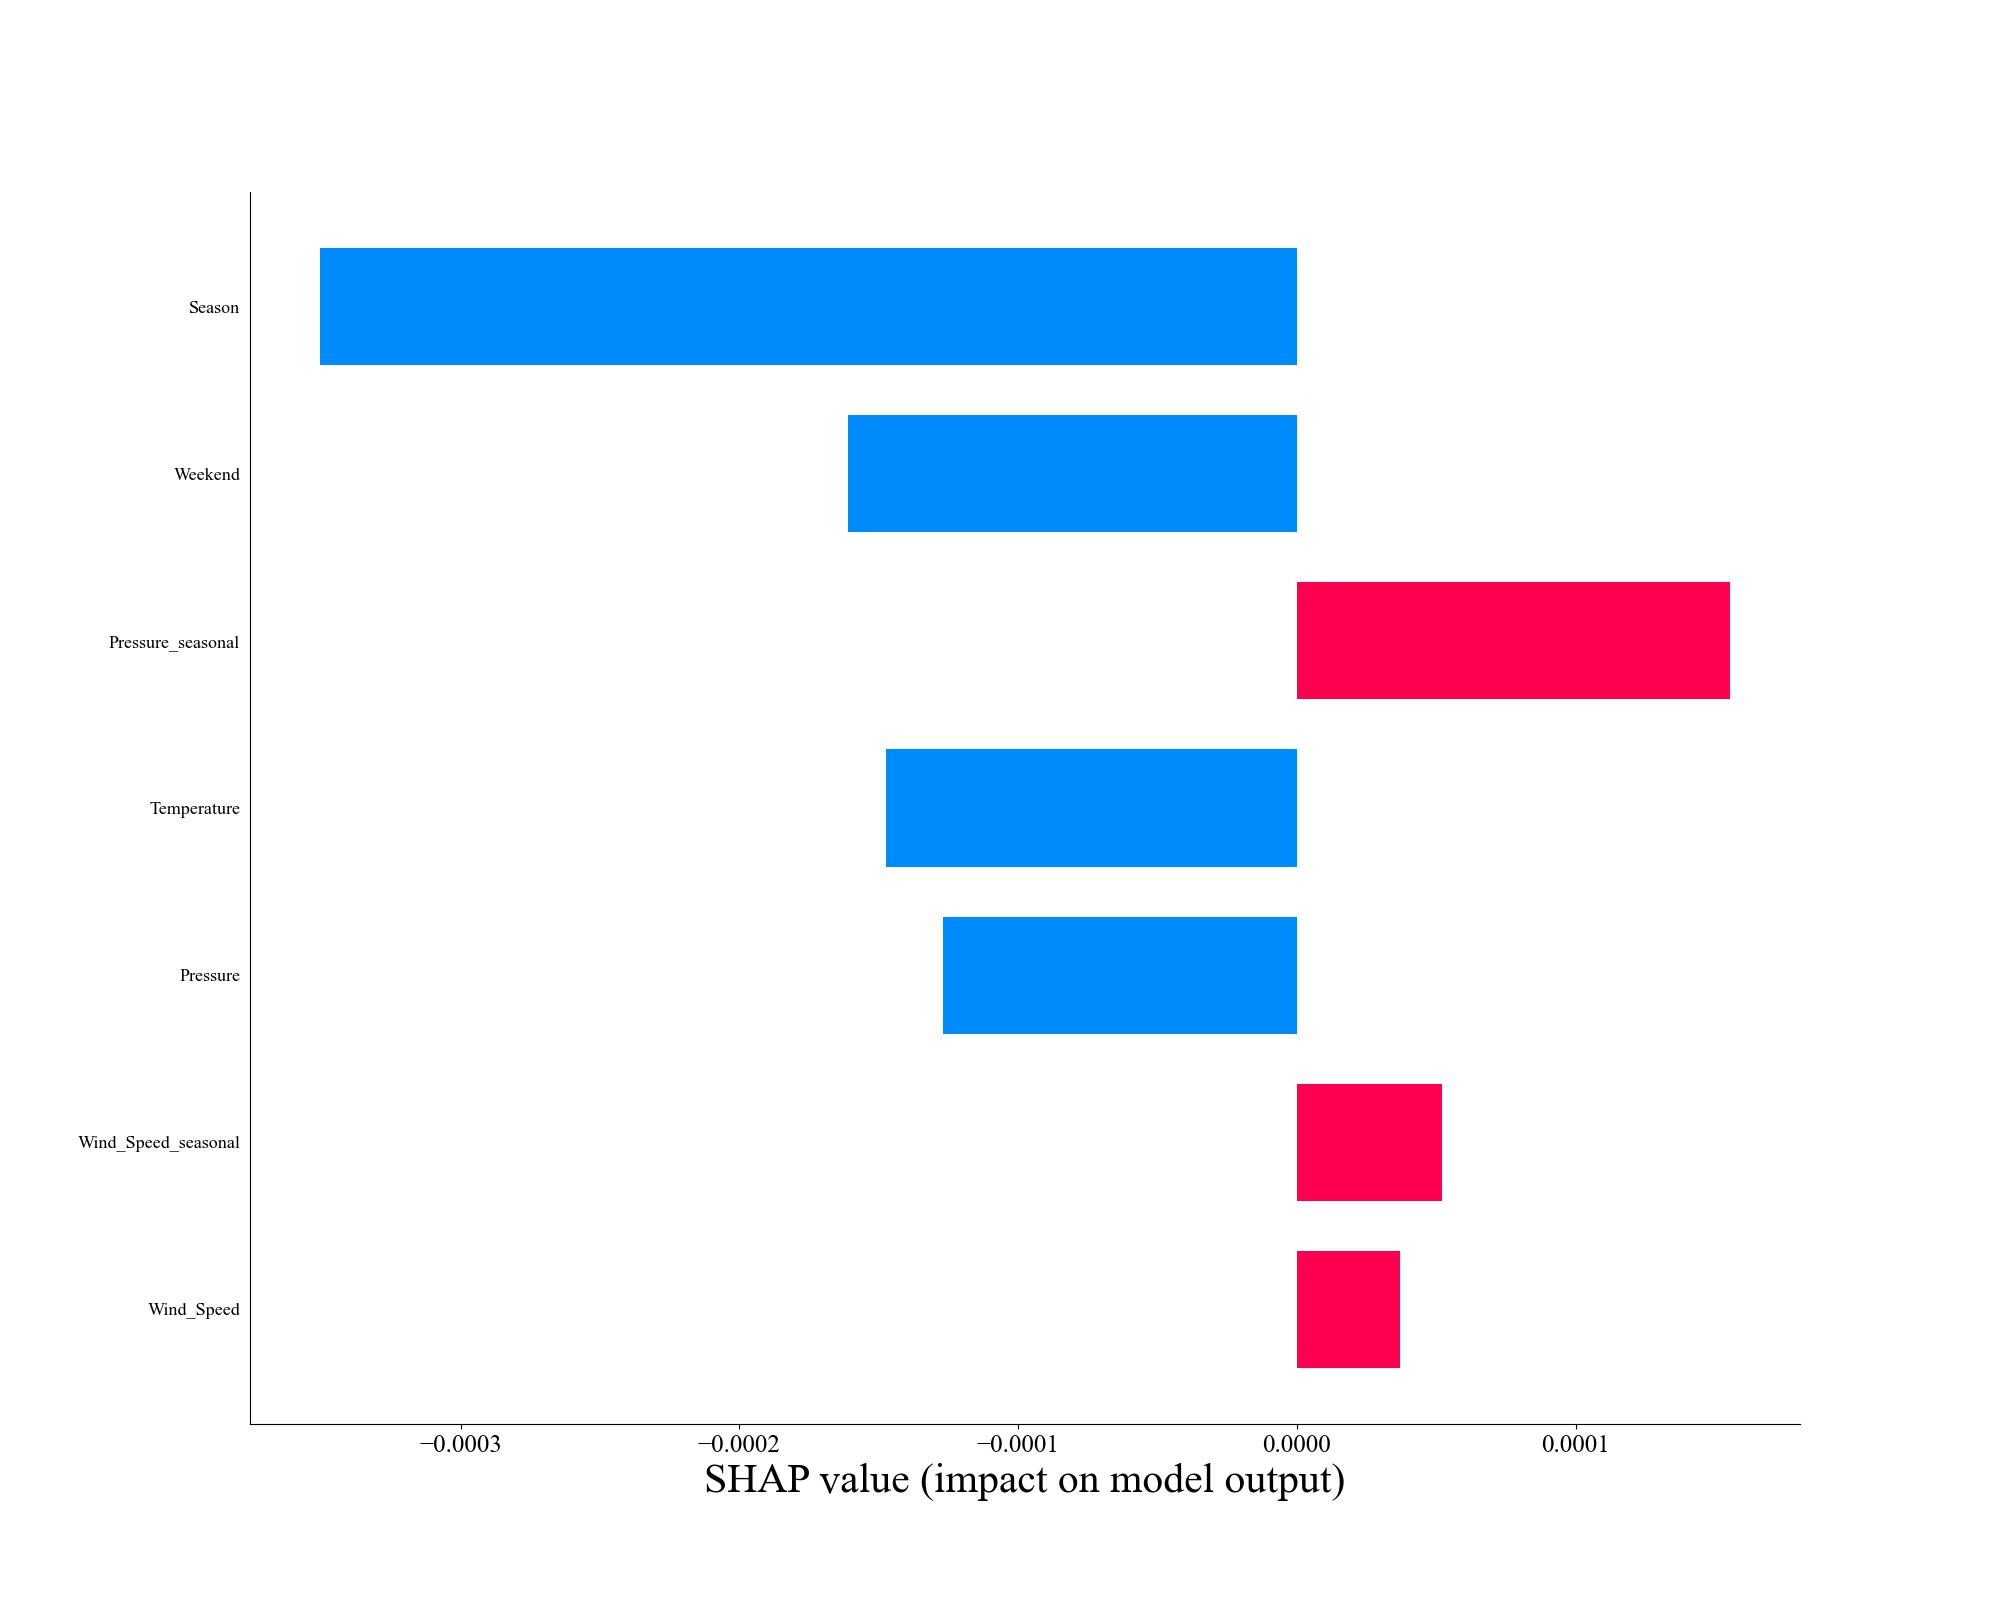 Season
Weekend
Pressure_seasonal
Temperature
Pressure
Wind_Speed_seasonal
Wind_Speed
−0.0003 −0.0002 −0.0001 0.0000 0.0001
SHAP value (impact on model output)